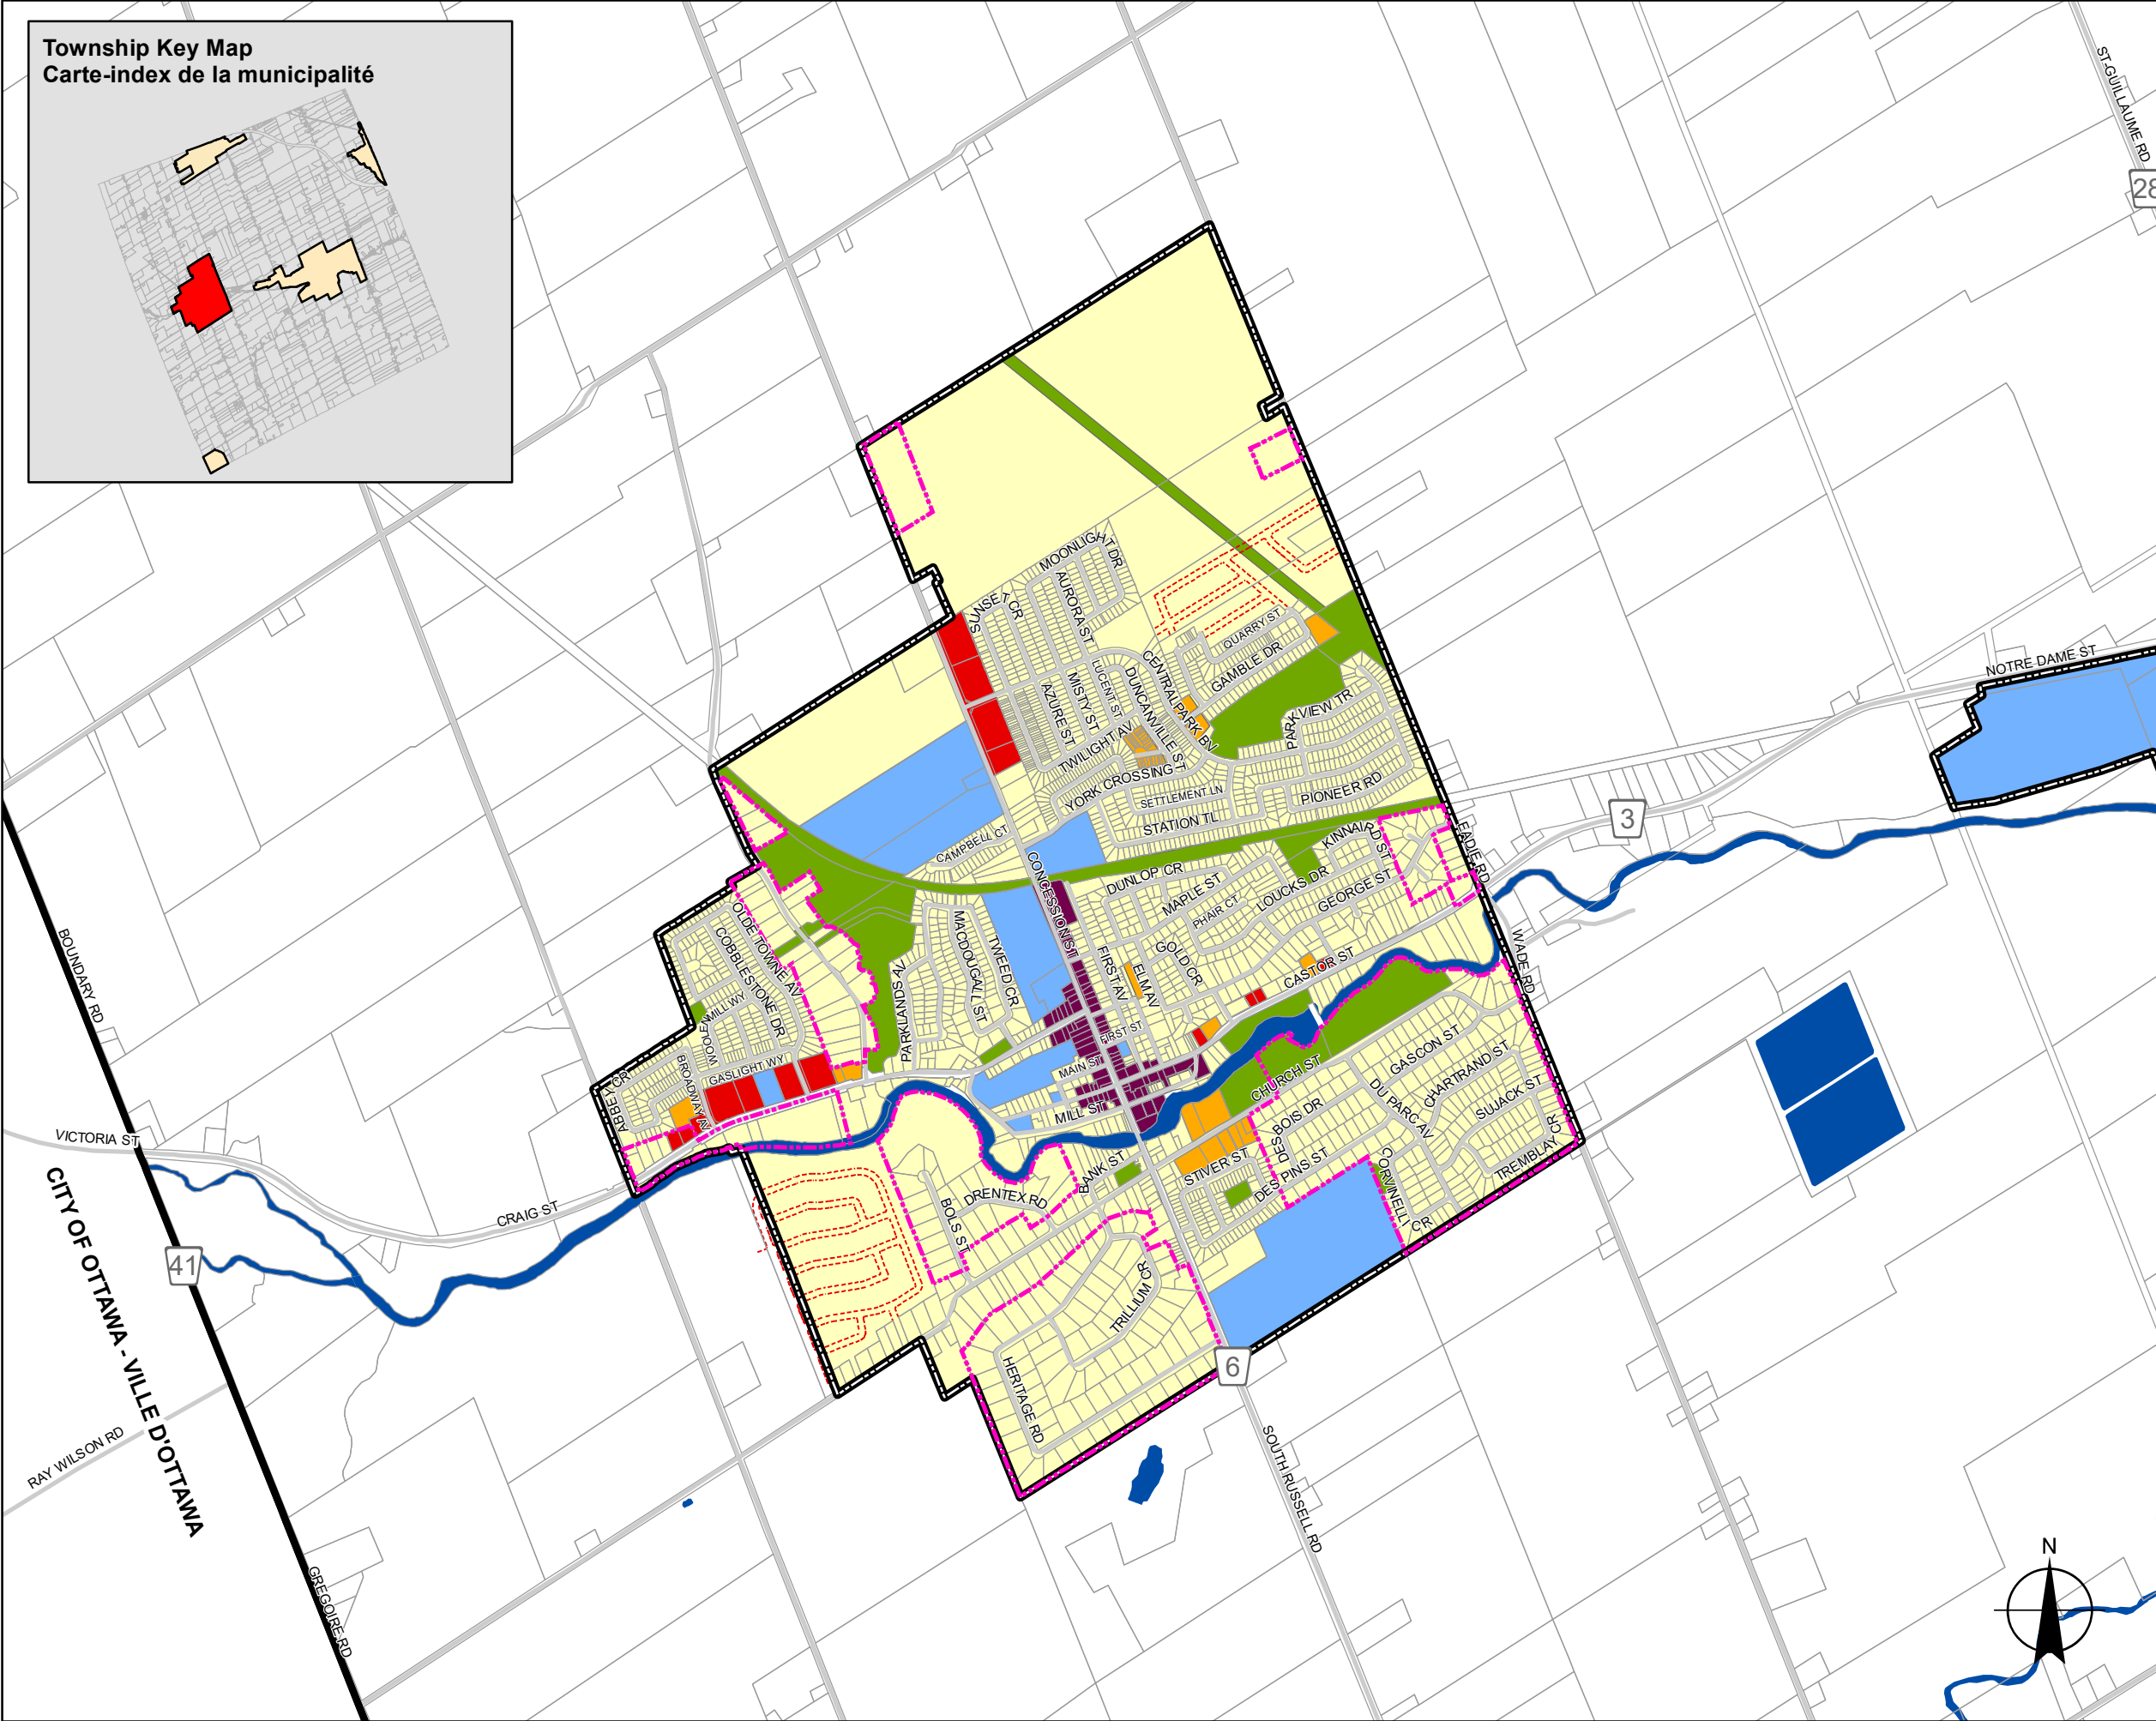 Township Key Map
Carte-index de la municipalité
ST-GUILLAUME RD
28
MOONLIGHT DR
SUNSET CR
AURORA ST
QUARRY ST
GAMBLE DR
CENTRALPARK BV
LUCENT ST
DUNCANVILLE ST
MISTY ST
AZURE ST
TWILIGHT AV
PARKVIEW TR
NOTRE DAME ST
YORK CROSSING
SETTLEMENT LN
PIONEER RD
STATION TL
CAMPBELL CT
3
KINNAIRD ST
EADIE RD
CONCESSION ST
DUNLOP CR
MAPLE ST
PHAIR CT
LOUCKS DR
GEORGE ST
OLDE TOWNE AV
COBBLESTONE DR
MACDOUGALL ST
TWEED CR
PARKLANDS AV
FIRST AV
ELM AV
GOLD CR
CASTOR ST
WADE RD
BOUNDARY RD
WOOLEN MILL WY
FIRST ST
MAIN ST
MILL ST
GASLIGHT WY
BROADWAY AV
ABBEY CR
CHURCH ST
GASCON ST
CHARTRAND ST
SUJACK ST
DU PARC AV
DES BOIS DR
DES PINS ST
STIVER ST
CORVINELLI CR
TREMBLAY CR
VICTORIA ST
CRAIG ST
41
BANK ST
DRENTEX RD
BOLS ST
TRILLIUM CR
HERITAGE RD
6
SOUTH RUSSELL RD
CITY OF OTTAWA - VILLE D'OTTAWA
RAY WILSON RD
GREGOIRE RD
N